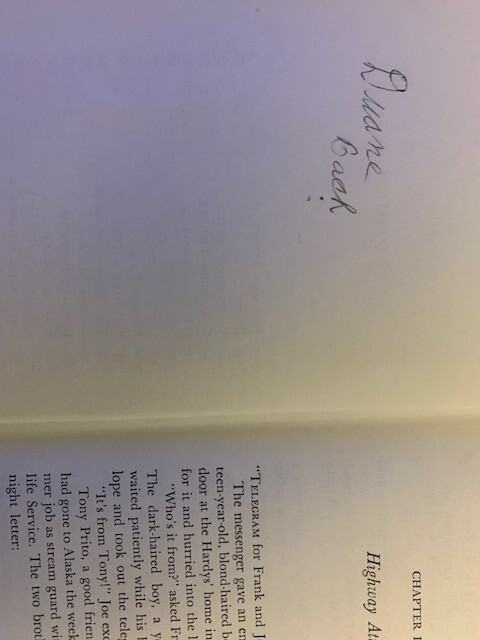 Duane
Back
CHAPTER I
Highway
"TELEGRAM for Frank and
The messenger gave an
teen-year-old, blond-haired
door at the Hardys' home in
for it and hurried into the
"Who's it from?" asked
The dark-haired boy, a
waited patiently while his
lope and took out the
"It's from Tony!" Joe
Tony Prito, a good
had gone to Alaska the week
mer job as stream guard
life Service. The two
night letter: